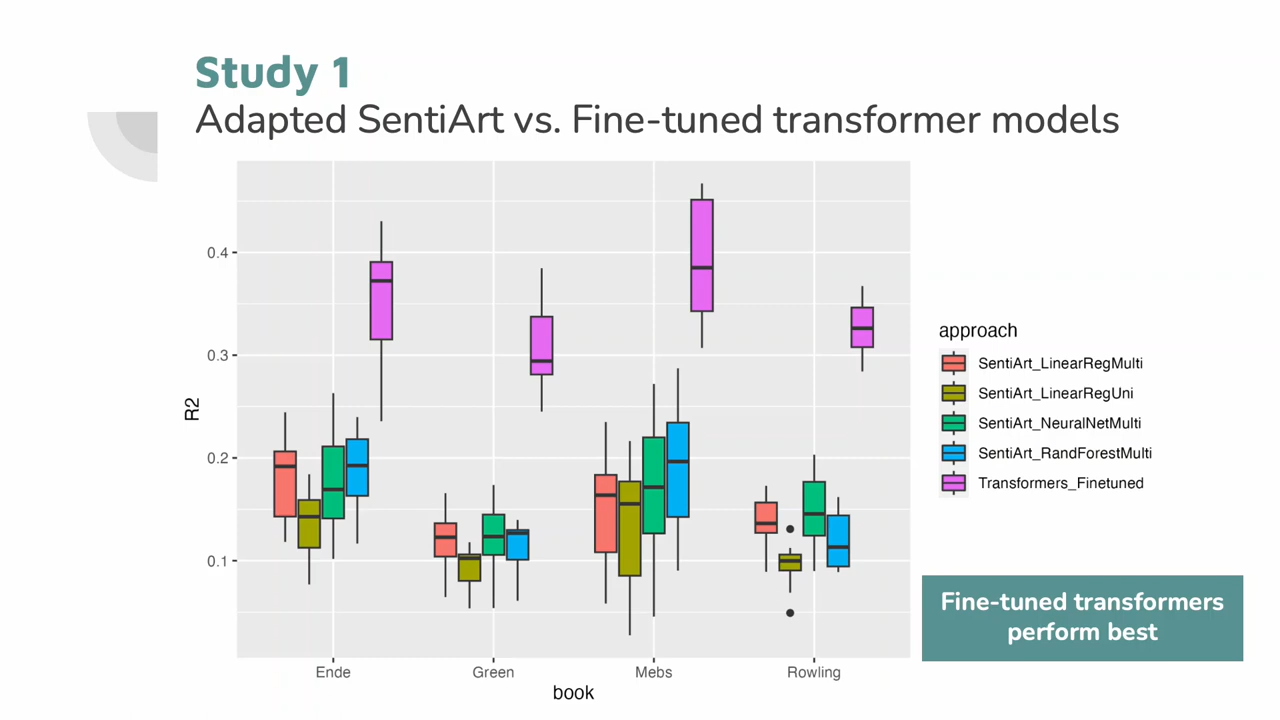 Study 1
Adapted SentiArt vs. Fine-tuned transformer models
0.4
0.3
0.2
0.1
R2
Ende
Green
Mebs
Rowling
book
approach
SentiArt_LinearRegMulti
SentiArt_LinearRegUni
SentiArt_NeuralNetMulti
SentiArt_RandForestMulti
Transformers_Finetuned
Fine-tuned transformers
perform best